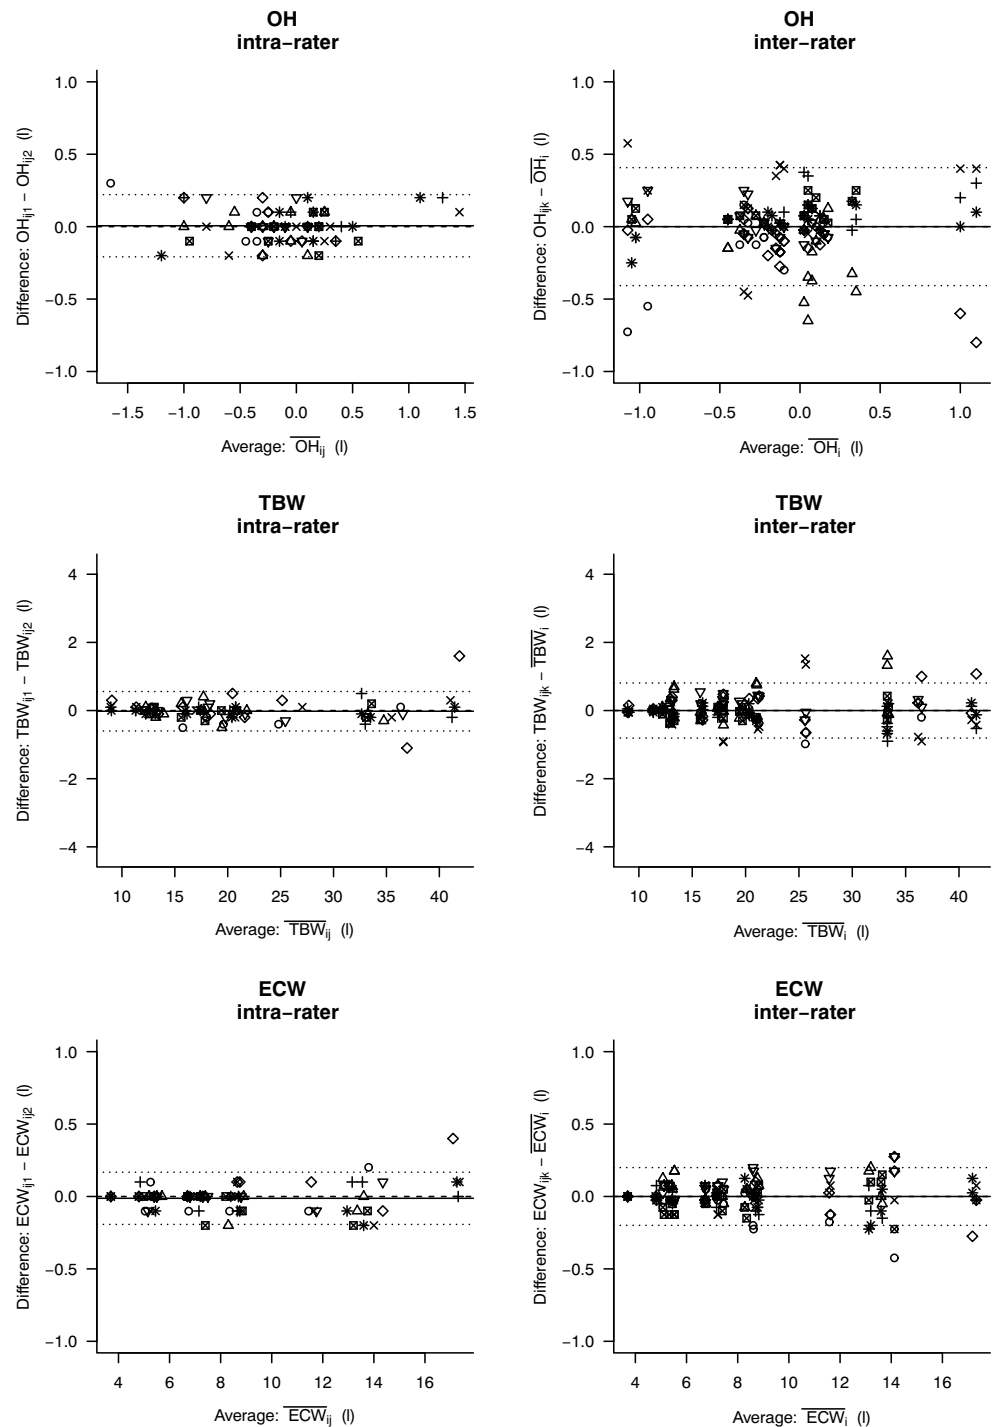 OH
intra−rater
Difference: OHij1 − OHij2 (l)
1.0
0.5
0.0
−0.5
−1.0
−1.5 −1.0 −0.5 0.0 0.5 1.0 1.5
Average: OHij (l)
OH
inter−rater
Difference: OHijk − OHi (l)
1.0
0.5
0.0
−0.5
−1.0
−1.0 −0.5 0.0 0.5 1.0
Average: OHi (l)
TBW
intra−rater
Difference: TBWij1 − TBWij2 (l)
4
2
0
−2
−4
10 15 20 25 30 35 40
Average: TBWij (l)
TBW
inter−rater
Difference: TBWijk − TBWi (l)
4
2
0
−2
−4
10 15 20 25 30 35 40
Average: TBWi (l)
ECW
intra−rater
Difference: ECWij1 − ECWij2 (l)
1.0
0.5
0.0
−0.5
−1.0
4 6 8 10 12 14 16
Average: ECWij (l)
ECW
inter−rater
Difference: ECWijk − ECWi (l)
1.0
0.5
0.0
−0.5
−1.0
4 6 8 10 12 14 16
Average: ECWi (l)